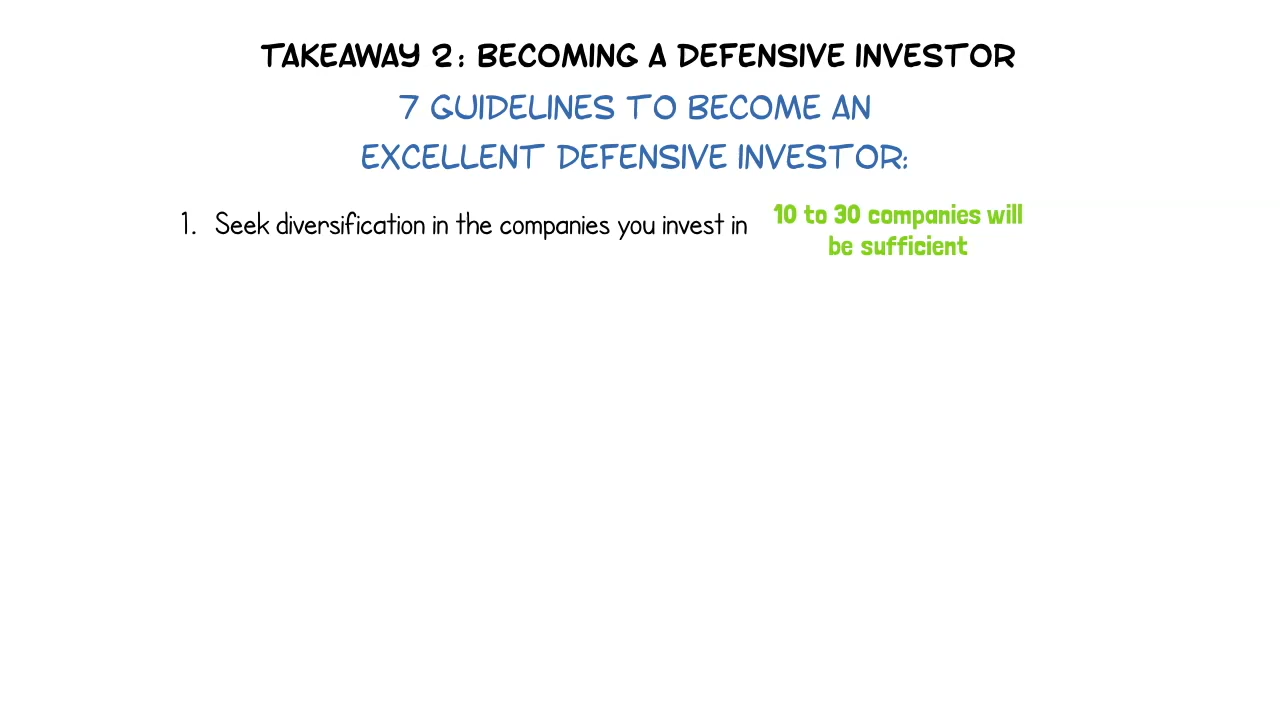 TAKEAWAY 2: BECOMING A DEFENSIVE INVESTOR
7 GUIDELINES TO BECOME AN
EXCELLENT DEFENSIVE INVESTOR:
1. Seek diversification in the companies you invest in
10 to 30 companies will
be sufficient